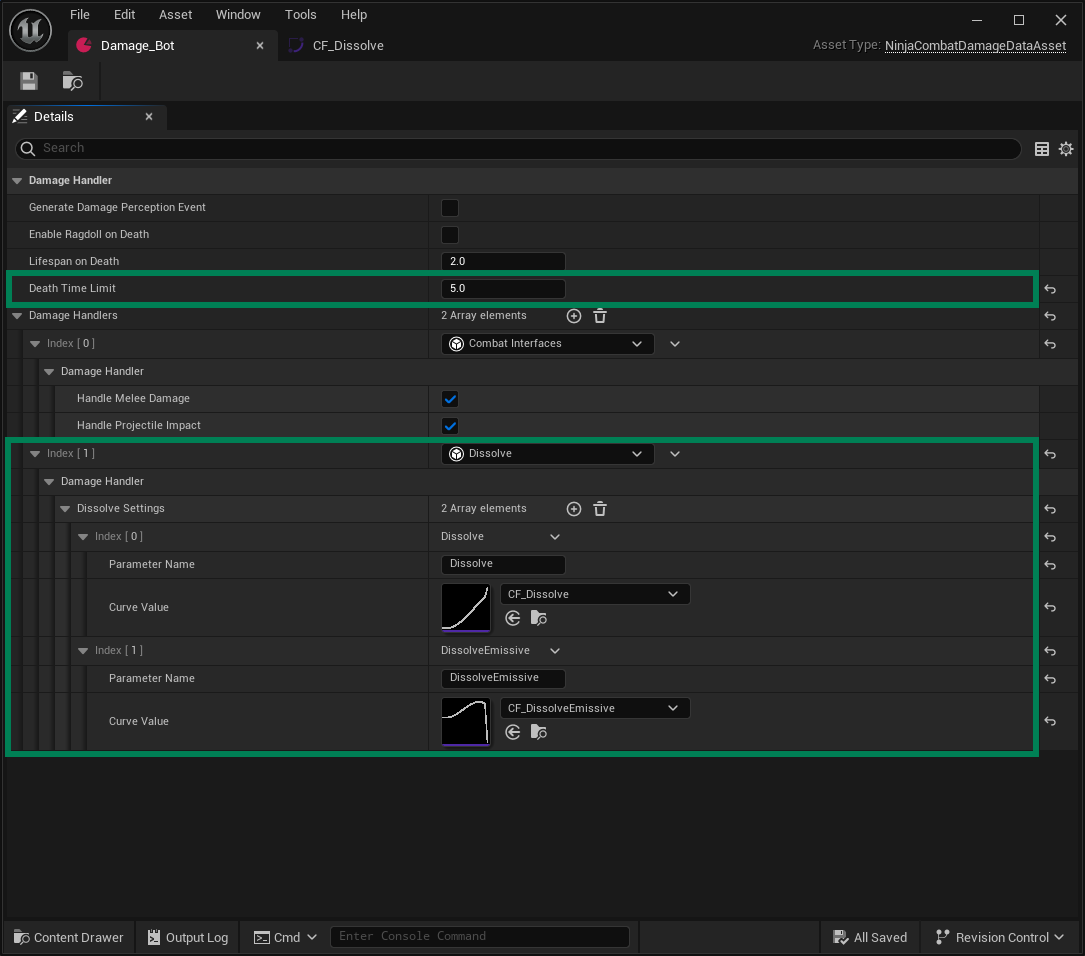 File Edit Asset Window Tools Help
Damage_Bot CF_Dissolve Asset Type: NinjaCombatDamageDataAsset
Details
Search
Damage Handler
Generate Damage Perception Event
Enable Ragdoll on Death
Lifespan on Death 2.0
Death Time Limit 5.0
Damage Handlers 2 Array elements
Index [ 0 ] Combat Interfaces
Damage Handler
Handle Melee Damage
Handle Projectile Impact
Index [ 1 ] Dissolve
Damage Handler
Dissolve Settings 2 Array elements
Index [ 0 ] Dissolve
Parameter Name Dissolve
Curve Value CF_Dissolve
Index [ 1 ] DissolveEmissive
Parameter Name DissolveEmissive
Curve Value CF_DissolveEmissive
Content Drawer Output Log Cmd Enter Console Command All Saved Revision Control